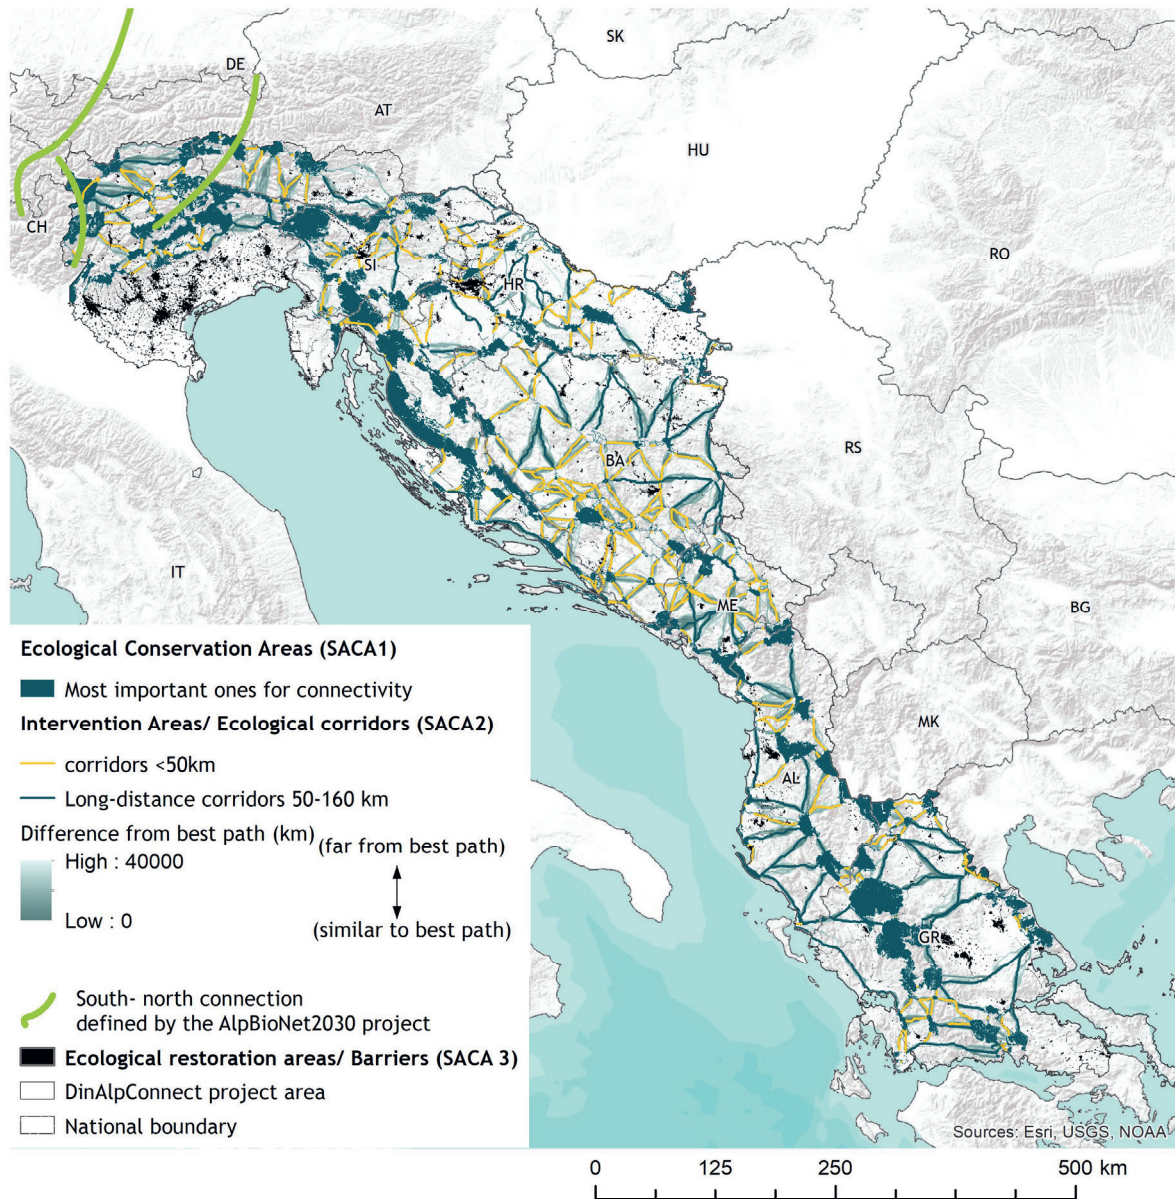 SK
DE
AT
HU
CH
RO
SI
HR
BA
RS
IT
ME
BG
MK
AL
GR
Ecological Conservation Areas (SACA1)
Most important ones for connectivity
Intervention Areas/ Ecological corridors (SACA2)
corridors <50km
Long-distance corridors 50-160 km
Difference from best path (km)
High : 40000
(far from best path)
Low : 0
(similar to best path)
South- north connection
defined by the AlpBioNet2030 project
Ecological restoration areas/ Barriers (SACA 3)
DinAlpConnect project area
National boundary
Sources: Esri, USGS, NOAA
0 125 250 500 km